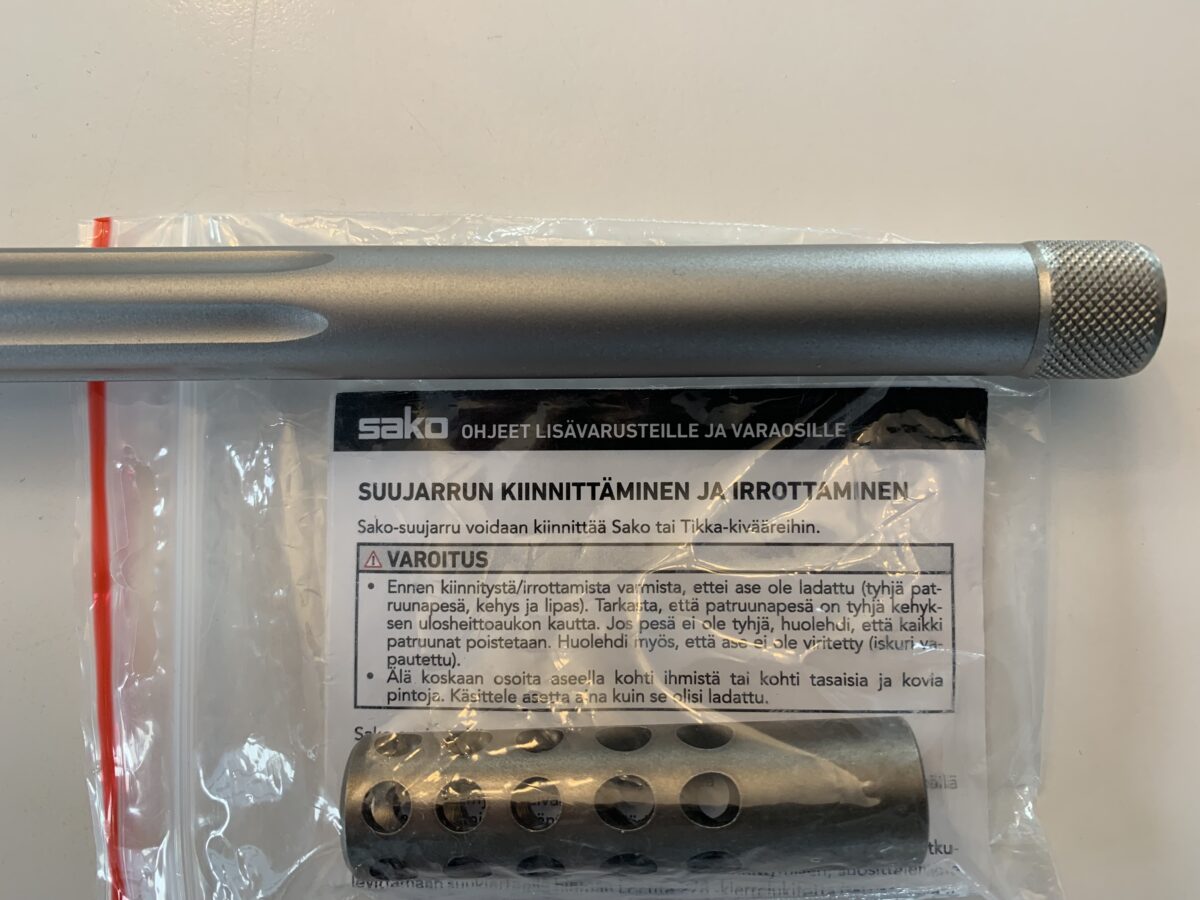 sako OHJEET LISÄVARUSTEILLE JA VARAOSILLE
SUUJARRUN KIINNITTÄMINEN JA IRROTTAMINEN
Sako-suujarru voidaan kiinnittää Sako tai Tikka-kivääreihin.
VAROITUS
• Ennen kiinnitystä/irrottamista varmista, ettei ase ole ladattu (tyhjä pat-
ruunapesä, kehys ja lipas). Tarkasta, että patruunapesä on tyhjä kehyk-
sen ulosheittoaukon kautta. Jos pesä ei ole tyhjä, huolehdi, että kaikki
patruunat poistetaan. Huolehdi myös, että ase ei ole viritetty (iskuri va-
pautettu).
• Älä koskaan osoita aseella kohti ihmistä tai kohti tasaisia ja kovia
pintoja. Käsittele asetta aina kuin se olisi ladattu.